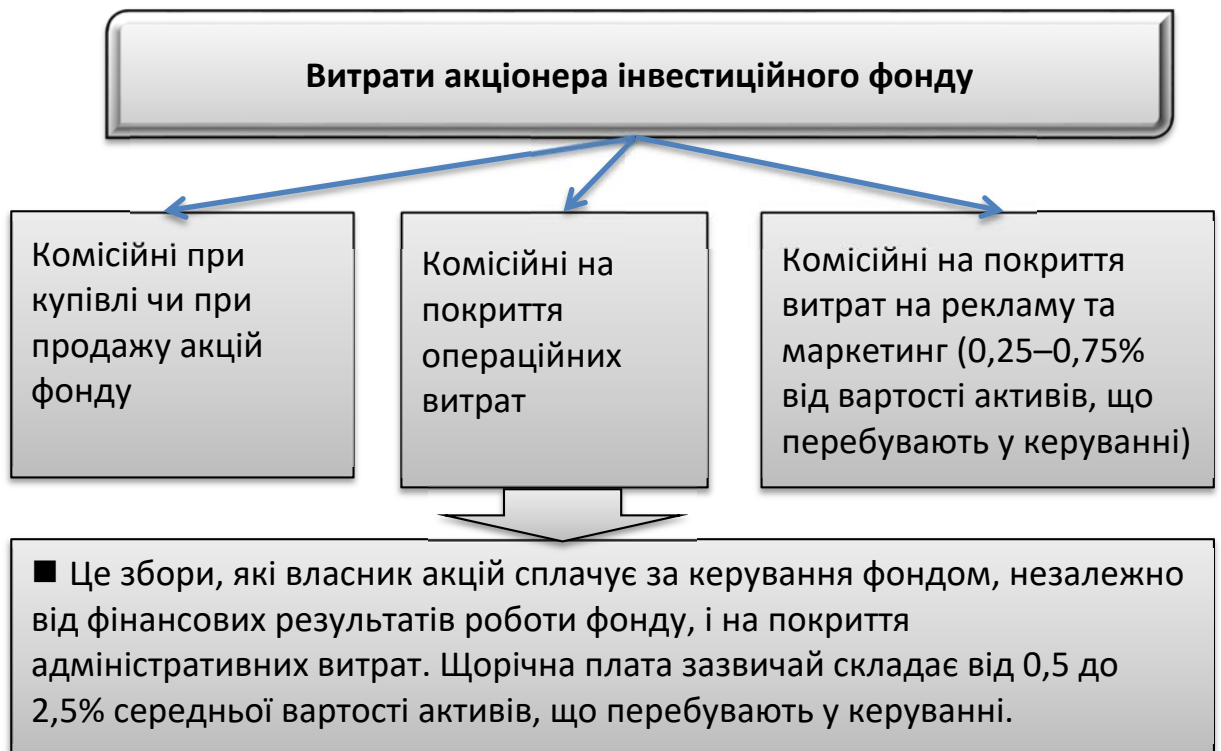 Витрати акціонера інвестиційного фонду
Комісійні при
купівлі чи при
продажу акцій
фонду
Комісійні на
покриття
операційних
витрат
Комісійні на покриття
витрат на рекламу та
маркетинг (0,25–0,75%
від вартості активів, що
перебувають у керуванні)
■ Це збори, які власник акцій сплачує за керування фондом, незалежно
від фінансових результатів роботи фонду, і на покриття
адміністративних витрат. Щорічна плата зазвичай складає від 0,5 до
2,5% середньої вартості активів, що перебувають у керуванні.